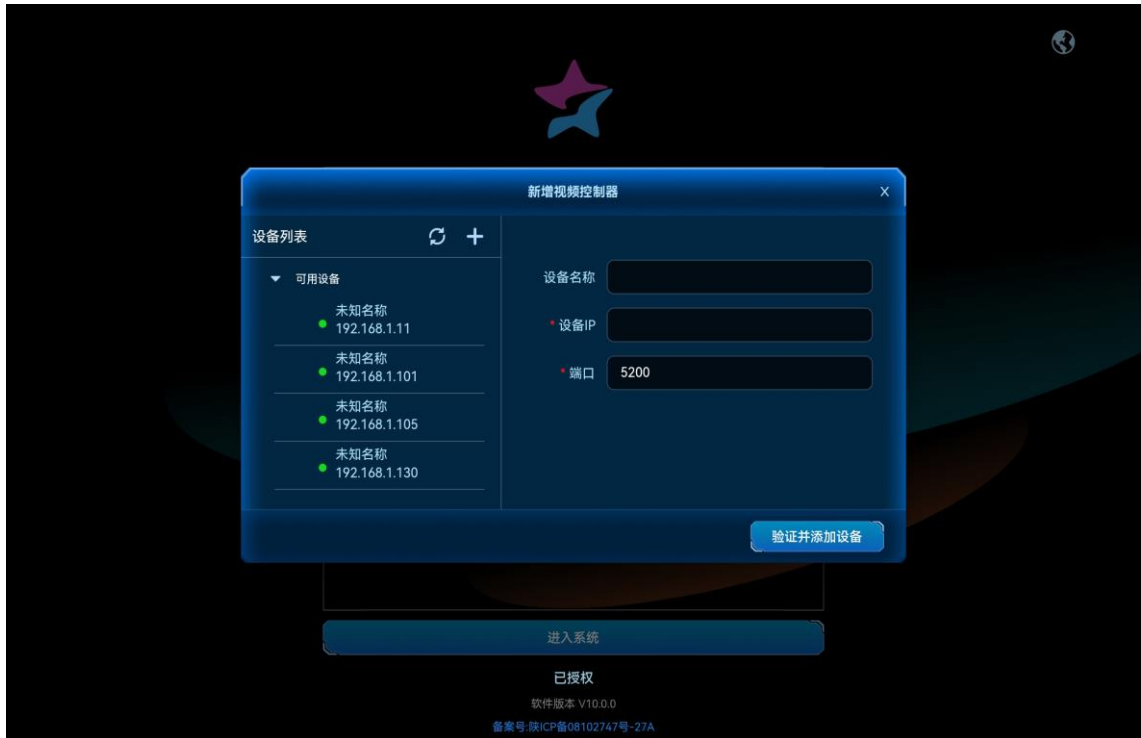 新增视频控制器
X
设备列表
可用设备
未知名称
192.168.1.11
未知名称
192.168.1.101
未知名称
192.168.1.105
未知名称
192.168.1.130
设备名称
* 设备IP
* 端口 5200
验证并添加设备
进入系统
已授权
软件版本 V10.0.0
备案号:陕ICP备08102747号-27A